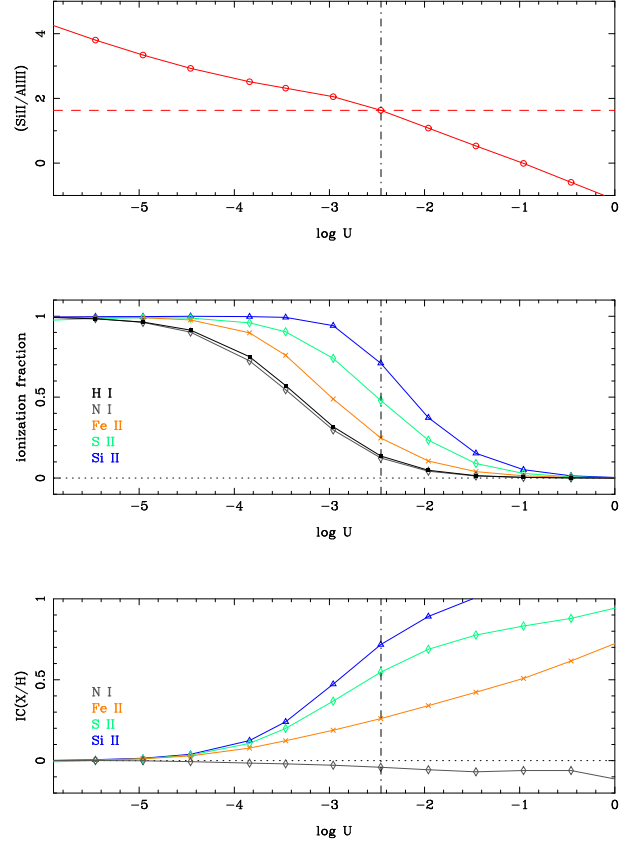 (SiII/AlIII)
4
2
0
−5 −4 −3 −2 −1 0
log U
ionization fraction
1
0.5
0
H I
N I
Fe II
S II
Si II
−5 −4 −3 −2 −1 0
log U
IC(X/H)
1
0.5
0
N I
Fe II
S II
Si II
−5 −4 −3 −2 −1 0
log U